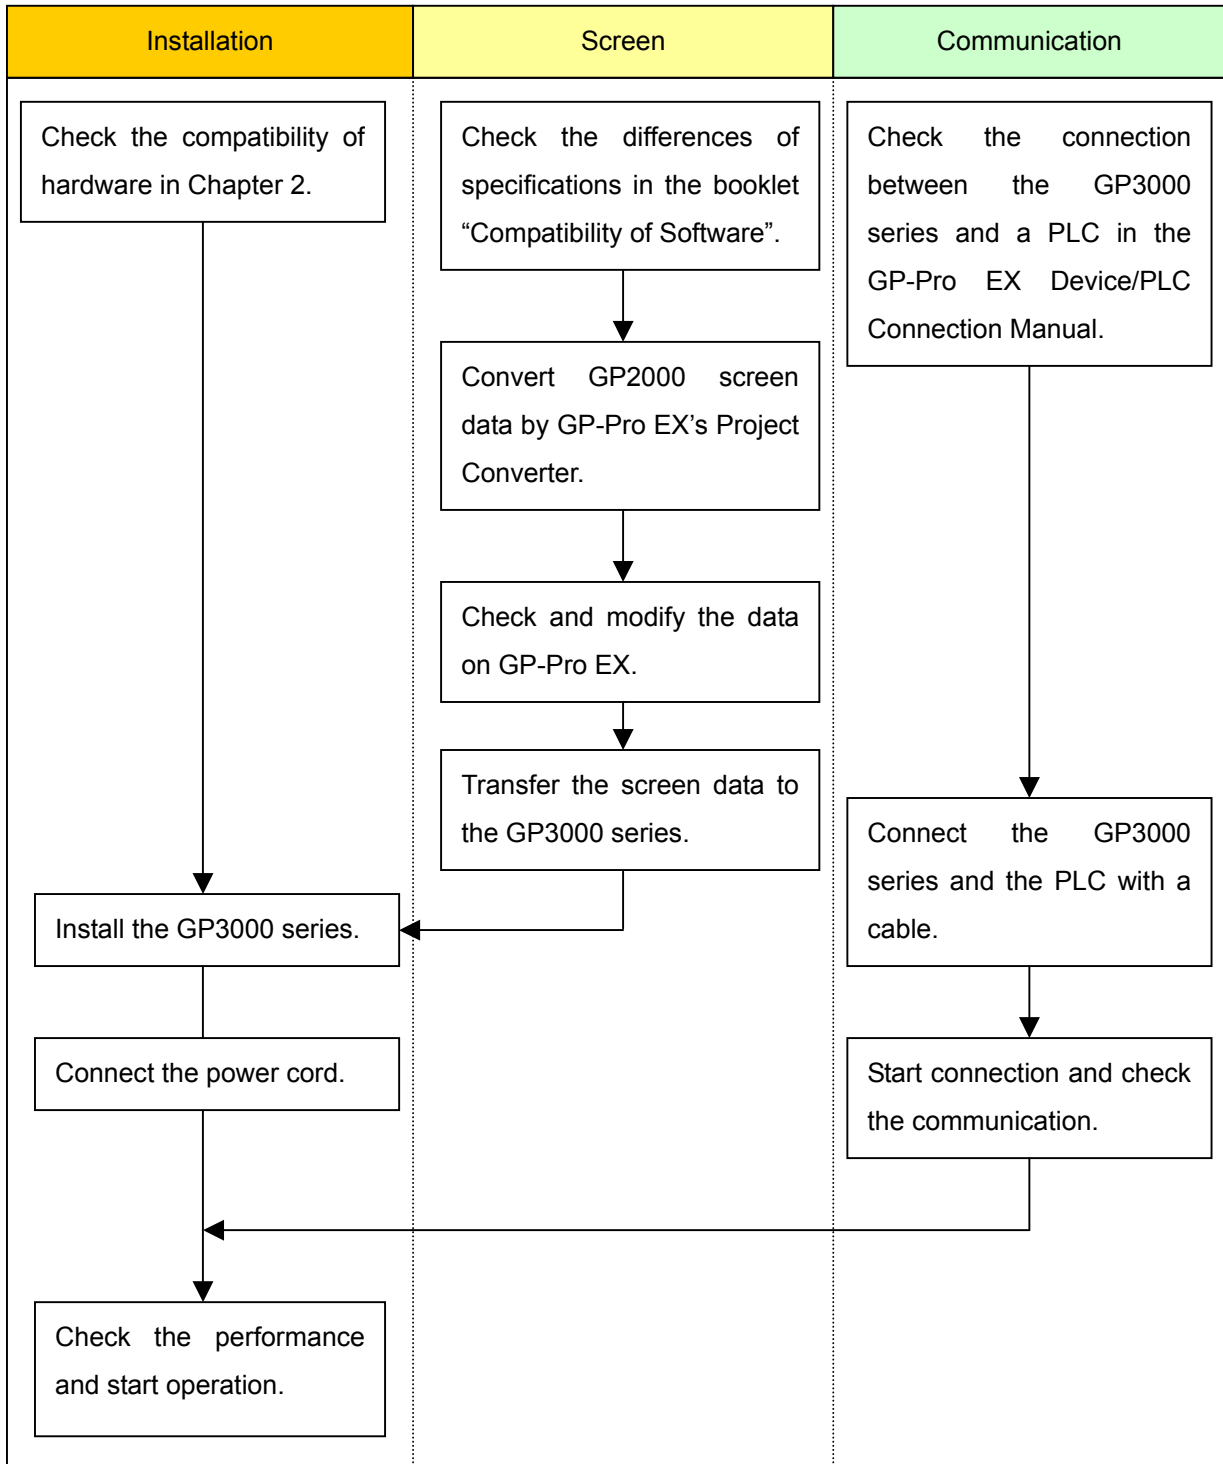 Installation
Screen
Communication
Check the compatibility of
hardware in Chapter 2.
Check the differences of
specifications in the booklet
“Compatibility of Software”.
Check the connection
between the GP3000
series and a PLC in the
GP-Pro EX Device/PLC
Connection Manual.
Convert GP2000 screen
data by GP-Pro EX’s Project
Converter.
Check and modify the data
on GP-Pro EX.
Transfer the screen data to
the GP3000 series.
Connect the GP3000
series and the PLC with a
cable.
Install the GP3000 series.
Connect the power cord.
Start connection and check
the communication.
Check the performance
and start operation.